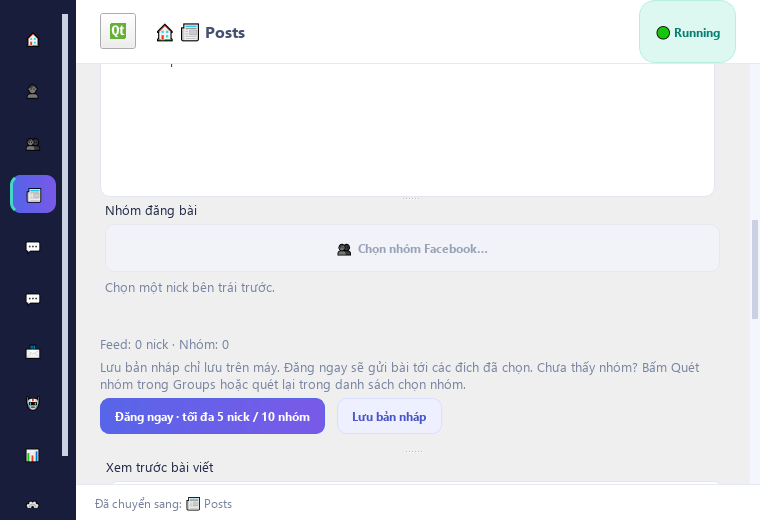 Qt
Posts
Running
Nhóm đăng bài
Chọn nhóm Facebook...
Chọn một nick bên trái trước.
Feed: 0 nick · Nhóm: 0
Lưu bản nháp chỉ lưu trên máy. Đăng ngay sẽ gửi bài tới các đích đã chọn. Chưa thấy nhóm? Bấm Quét
nhóm trong Groups hoặc quét lại trong danh sách chọn nhóm.
Đăng ngay · tối đa 5 nick / 10 nhóm
Lưu bản nháp
Xem trước bài viết
Đã chuyển sang: Posts